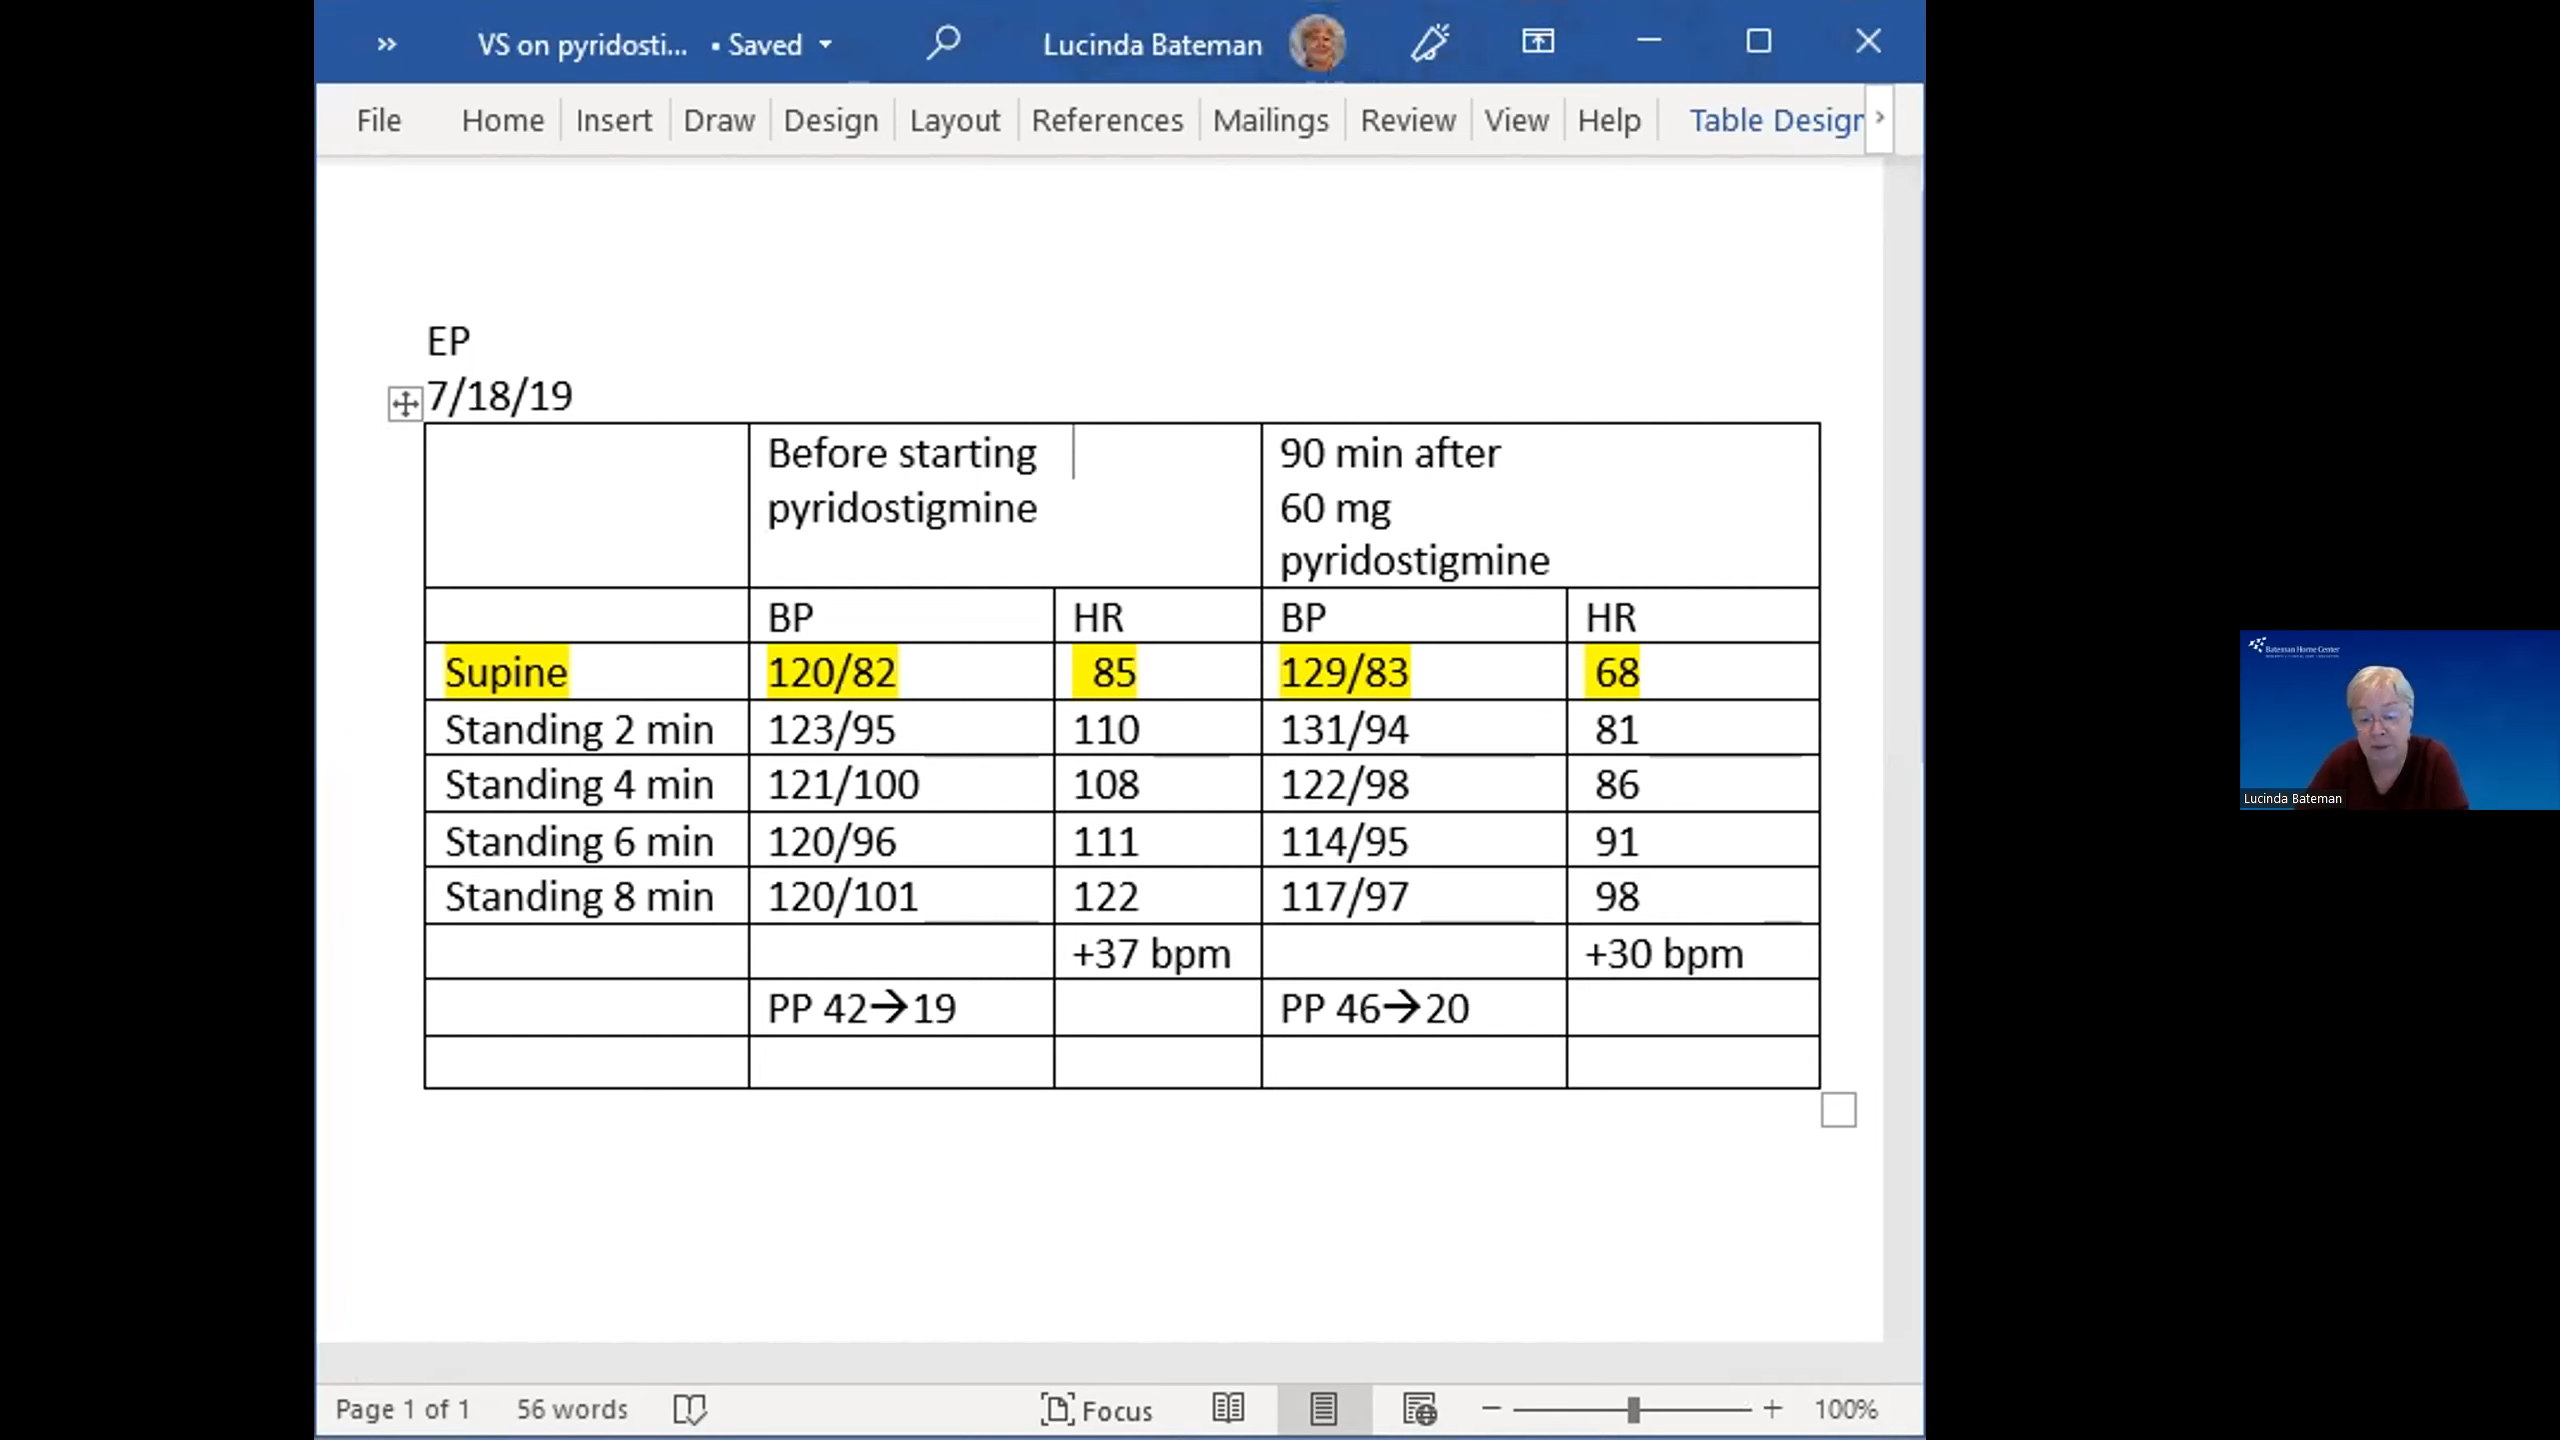 » VS on pyridosti... • Saved Lucinda Bateman
File Home Insert Draw Design Layout References Mailings Review View Help Table Design
EP
7/18/19
Before starting pyridostigmine 90 min after 60 mg pyridostigmine
BP HR BP HR
Supine 120/82 85 129/83 68
Standing 2 min 123/95 110 131/94 81
Standing 4 min 121/100 108 122/98 86
Standing 6 min 120/96 111 114/95 91
Standing 8 min 120/101 122 117/97 98
+37 bpm +30 bpm
PP 42→19 PP 46→20
Page 1 of 1 56 words Focus 100%
Bateman Horne Center
Lucinda Bateman